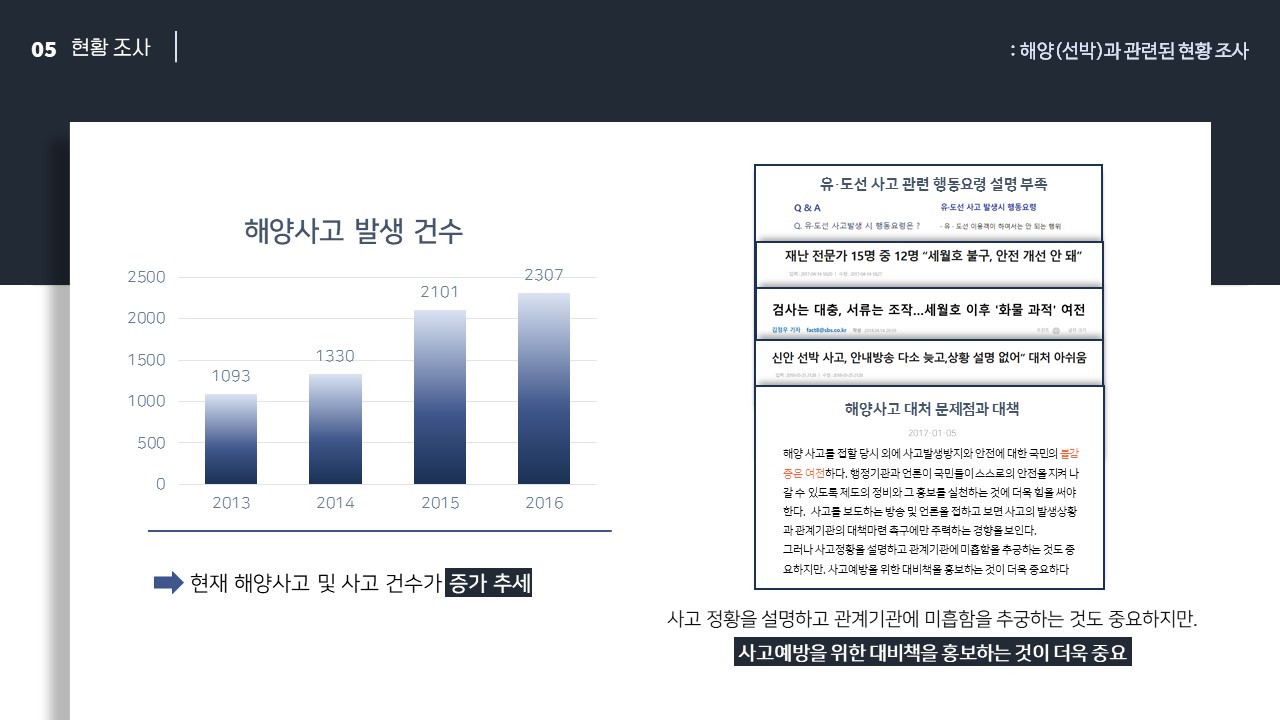 05 현황 조사
: 해양(선박)과 관련된 현황 조사
해양사고 발생 건수
2500
2000
1500
1000
500
0
1093
1330
2101
2307
2013
2014
2015
2016
현재 해양사고 및 사고 건수가 증가 추세
유·도선 사고 관련 행동요령 설명 부족
Q & A
유·도선 사고 발생시 행동요령
Q. 유·도선 사고발생 시 행동요령은 ?
- 유 · 도선 이용객이 하여서는 안 되는 행위
재난 전문가 15명 중 12명 “세월호 불구, 안전 개선 안 돼”
검사는 대충, 서류는 조작...세월호 이후 '화물 과적' 여전
김정우 기자 fact8@sbs.co.kr
신안 선박 사고, 안내방송 다소 늦고,상황 설명 없어” 대처 아쉬움
해양사고 대처 문제점과 대책
2017-01-05
해양 사고를 접할 당시 외에 사고발생방지와 안전에 대한 국민의 불감
증은 여전하다. 행정기관과 언론이 국민들이 스스로의 안전을 지켜 나
갈 수 있도록 제도의 정비와 그 홍보를 실천하는 것에 더욱 힘을 써야
한다. 사고를 보도하는 방송 및 언론을 접하고 보면 사고의 발생상황
과 관계기관의 대책마련 촉구에만 주력하는 경향을 보인다.
그러나 사고정황을 설명하고 관계기관에 미흡함을 추궁하는 것도 중
요하지만. 사고예방을 위한 대비책을 홍보하는 것이 더욱 중요하다
사고 정황을 설명하고 관계기관에 미흡함을 추궁하는 것도 중요하지만.
사고예방을 위한 대비책을 홍보하는 것이 더욱 중요